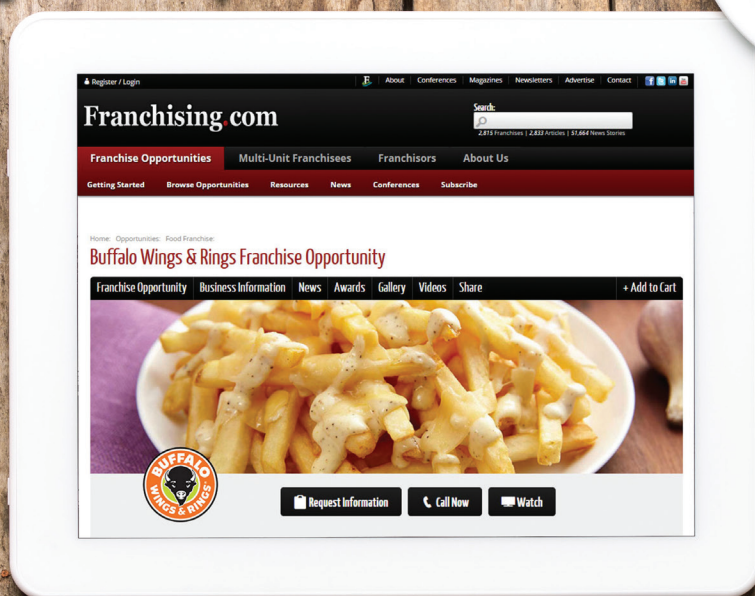 Register / Login
F. About Conferences Magazines Newsletters Advertise Contact
Franchising.com
Search:
2,815 Franchises | 2,833 Articles | 51,664 News Stories
Franchise Opportunities Multi-Unit Franchisees Franchisors About Us
Getting Started Browse Opportunities Resources News Conferences Subscribe
Home: Opportunities: Food Franchise:
Buffalo Wings & Rings Franchise Opportunity
Franchise Opportunity Business Information News Awards Gallery Videos Share + Add to Cart
BUFFALO
WINGS & RINGS
Request Information Call Now Watch